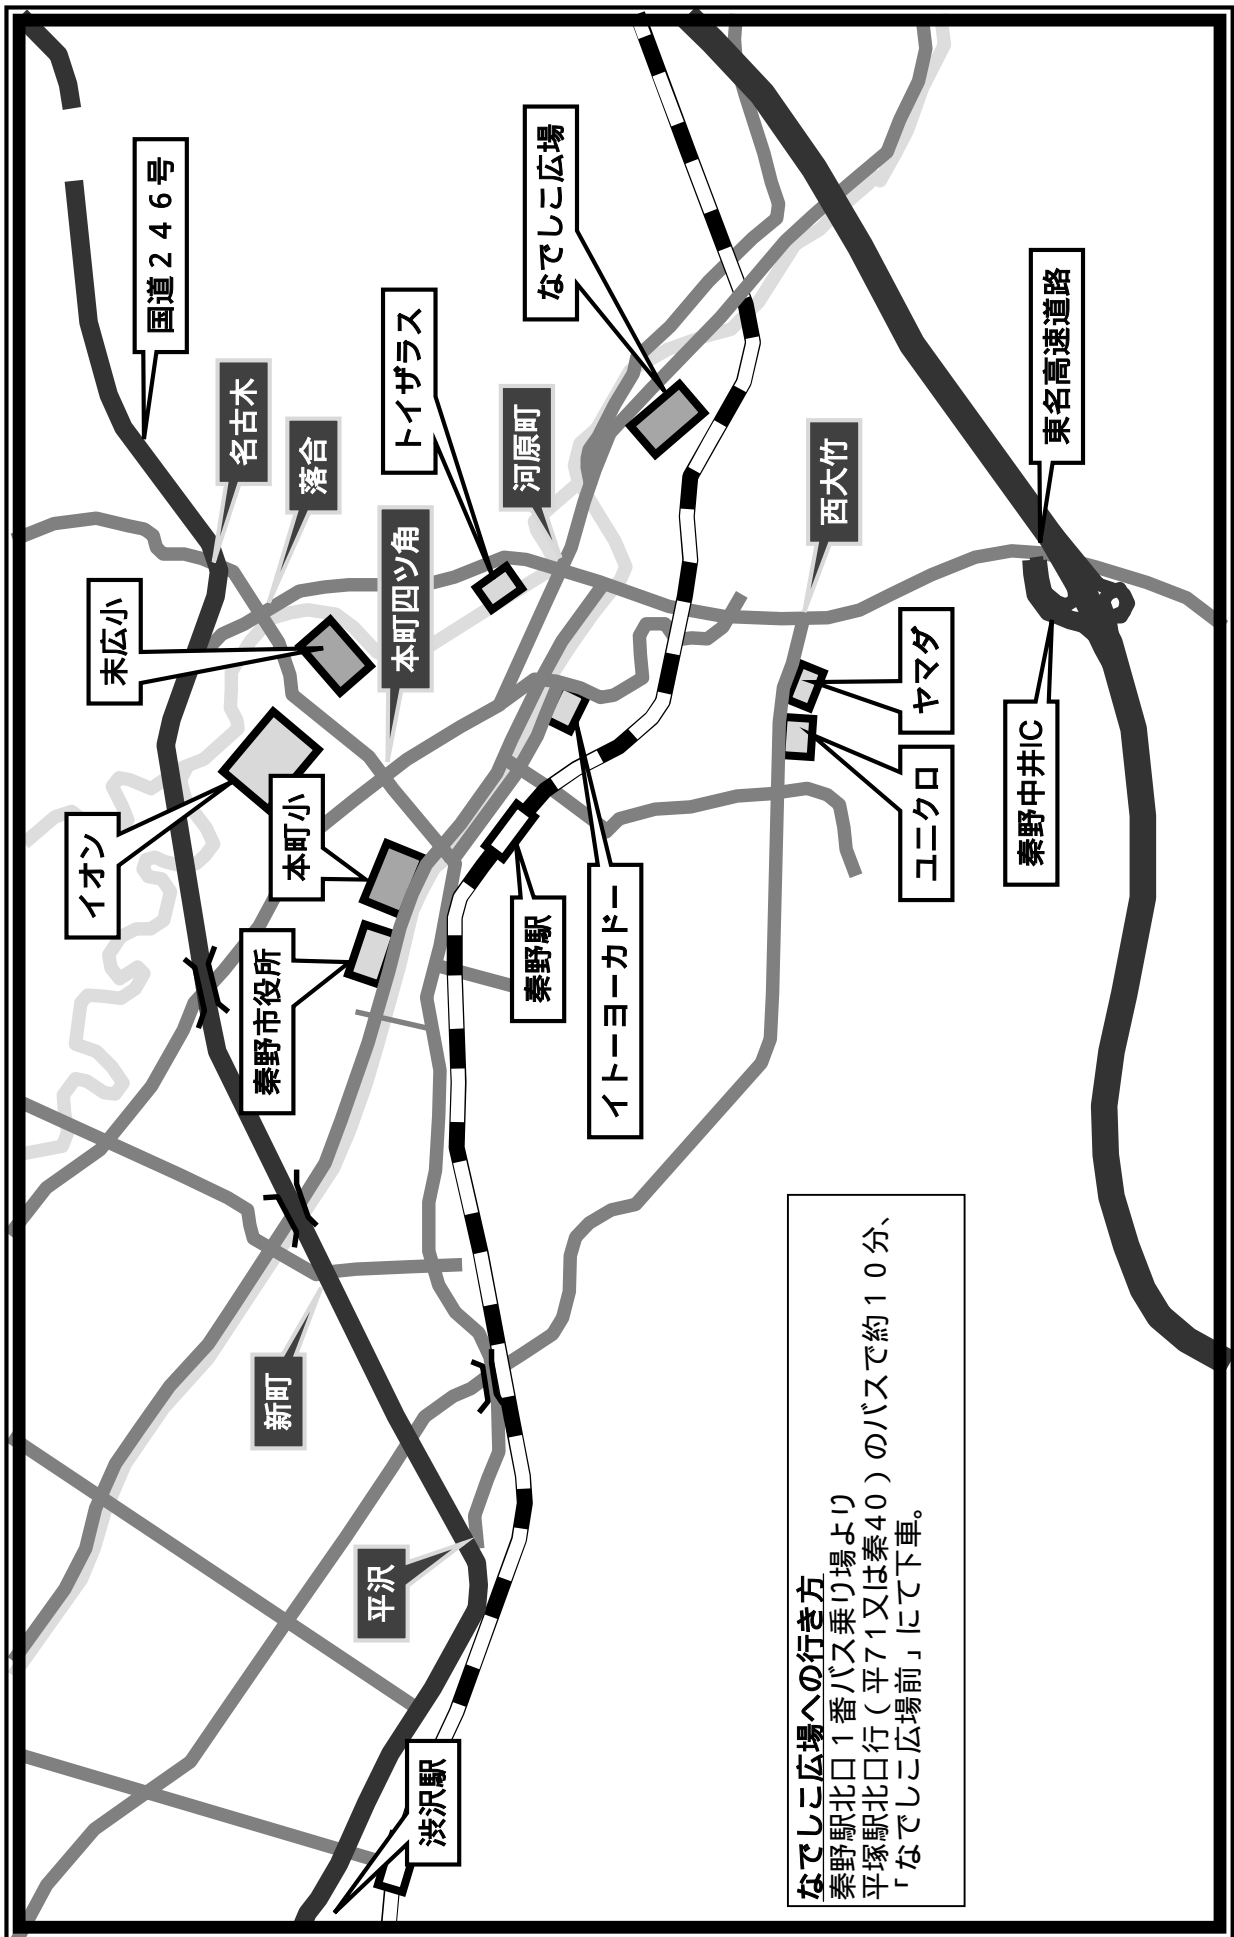 国道２４６号
名古木
落合
末広小
イオン
本町小
秦野市役所
本町四ツ角
トイザラス
河原町
なでしこ広場
西大竹
東名高速道路
ヤマダ
ユニクロ
秦野中井IC
秦野駅
イトーヨーカドー
新町
平沢
渋沢駅
なでしこ広場への行き方
秦野駅北口１番バス乗り場より
平塚駅北口行（平７１又は秦４０）のバスで約１０分、
「なでしこ広場前」にて下車。